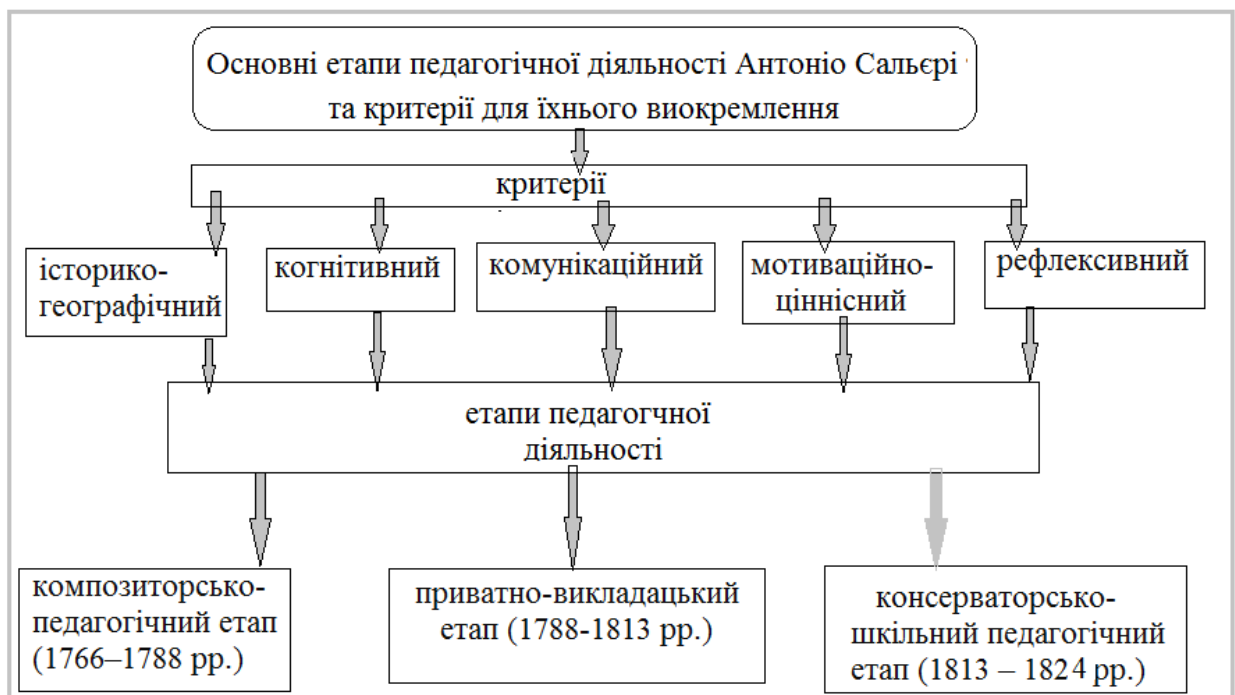 Основні етапи педагогічної діяльності Антоніо Сальєрі
та критерії для їхнього виокремлення
критерії
історико-
географічний
когнітивний
комунікаційний
мотиваційно-
ціннісний
рефлексивний
етапи педагогчної
діяльності
композиторсько-
педагогічний етап
(1766–1788 рр.)
приватно-викладацький
етап (1788-1813 рр.)
консерваторсько-
шкільний педагогічний
етап (1813 – 1824 рр.)